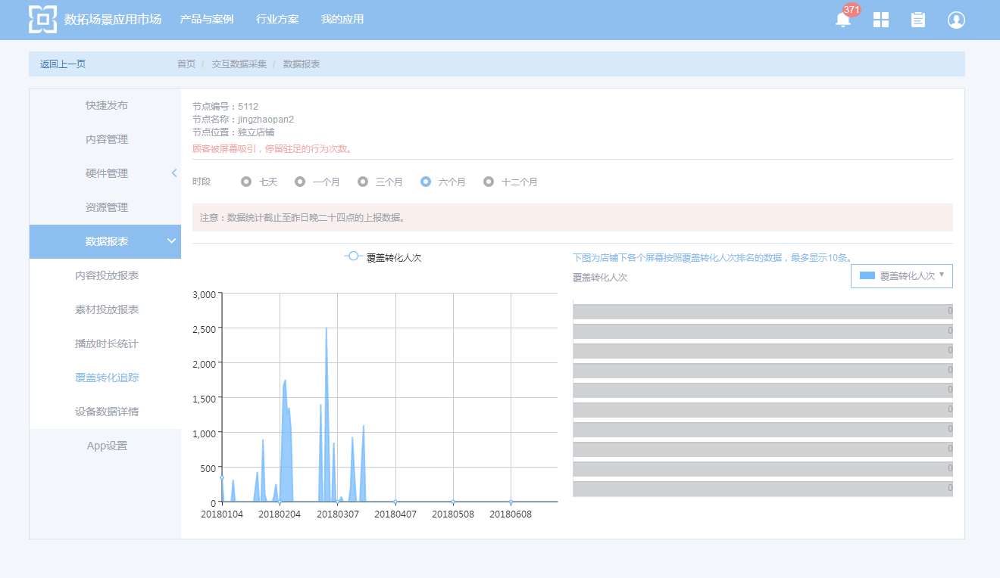 数拓场景应用市场 产品与案例 行业方案 我的应用 371
返回上一页 首页 / 交互数据采集 / 数据报表
快捷发布
内容管理
硬件管理
资源管理
数据报表
内容投放报表
素材投放报表
播放时长统计
覆盖转化追踪
设备数据详情
App设置
节点编号：5112
节点名称：jingzhaopan2
节点位置：独立店铺
顾客被屏幕吸引，停留驻足的行为次数。
时段 七天 一个月 三个月 六个月 十二个月
注意：数据统计截止至昨日晚二十四点的上报数据。
覆盖转化人次
3,000
2,500
2,000
1,500
1,000
500
0
20180104 20180204 20180307 20180407 20180508 20180608
下图为店铺下各个屏幕按照覆盖转化人次排名的数据，最多显示10条。
覆盖转化人次
覆盖转化人次 ▼
0
0
0
0
0
0
0
0
0
0